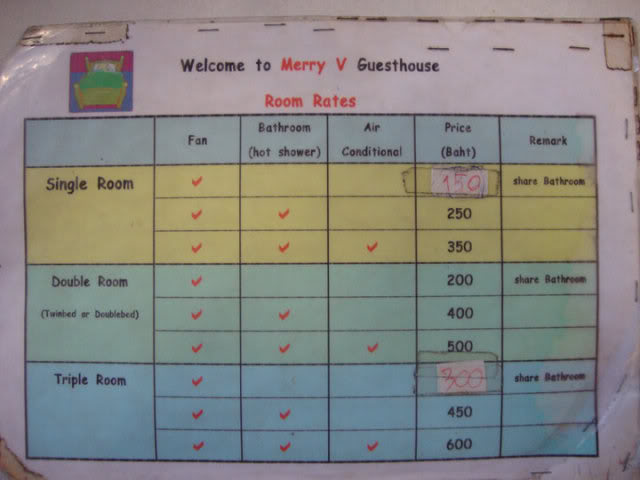 Welcome to Merry V Guesthouse
Room Rates
Fan Bathroom (hot shower) Air Conditional Price (Baht) Remark
Single Room ✓ 150 share Bathroom
✓ ✓ 250
✓ ✓ ✓ 350
Double Room ✓ 200 share Bathroom
(Twinbed or Doublebed) ✓ ✓ 400
✓ ✓ ✓ 500
Triple Room ✓ 300 share Bathroom
✓ ✓ 450
✓ ✓ ✓ 600